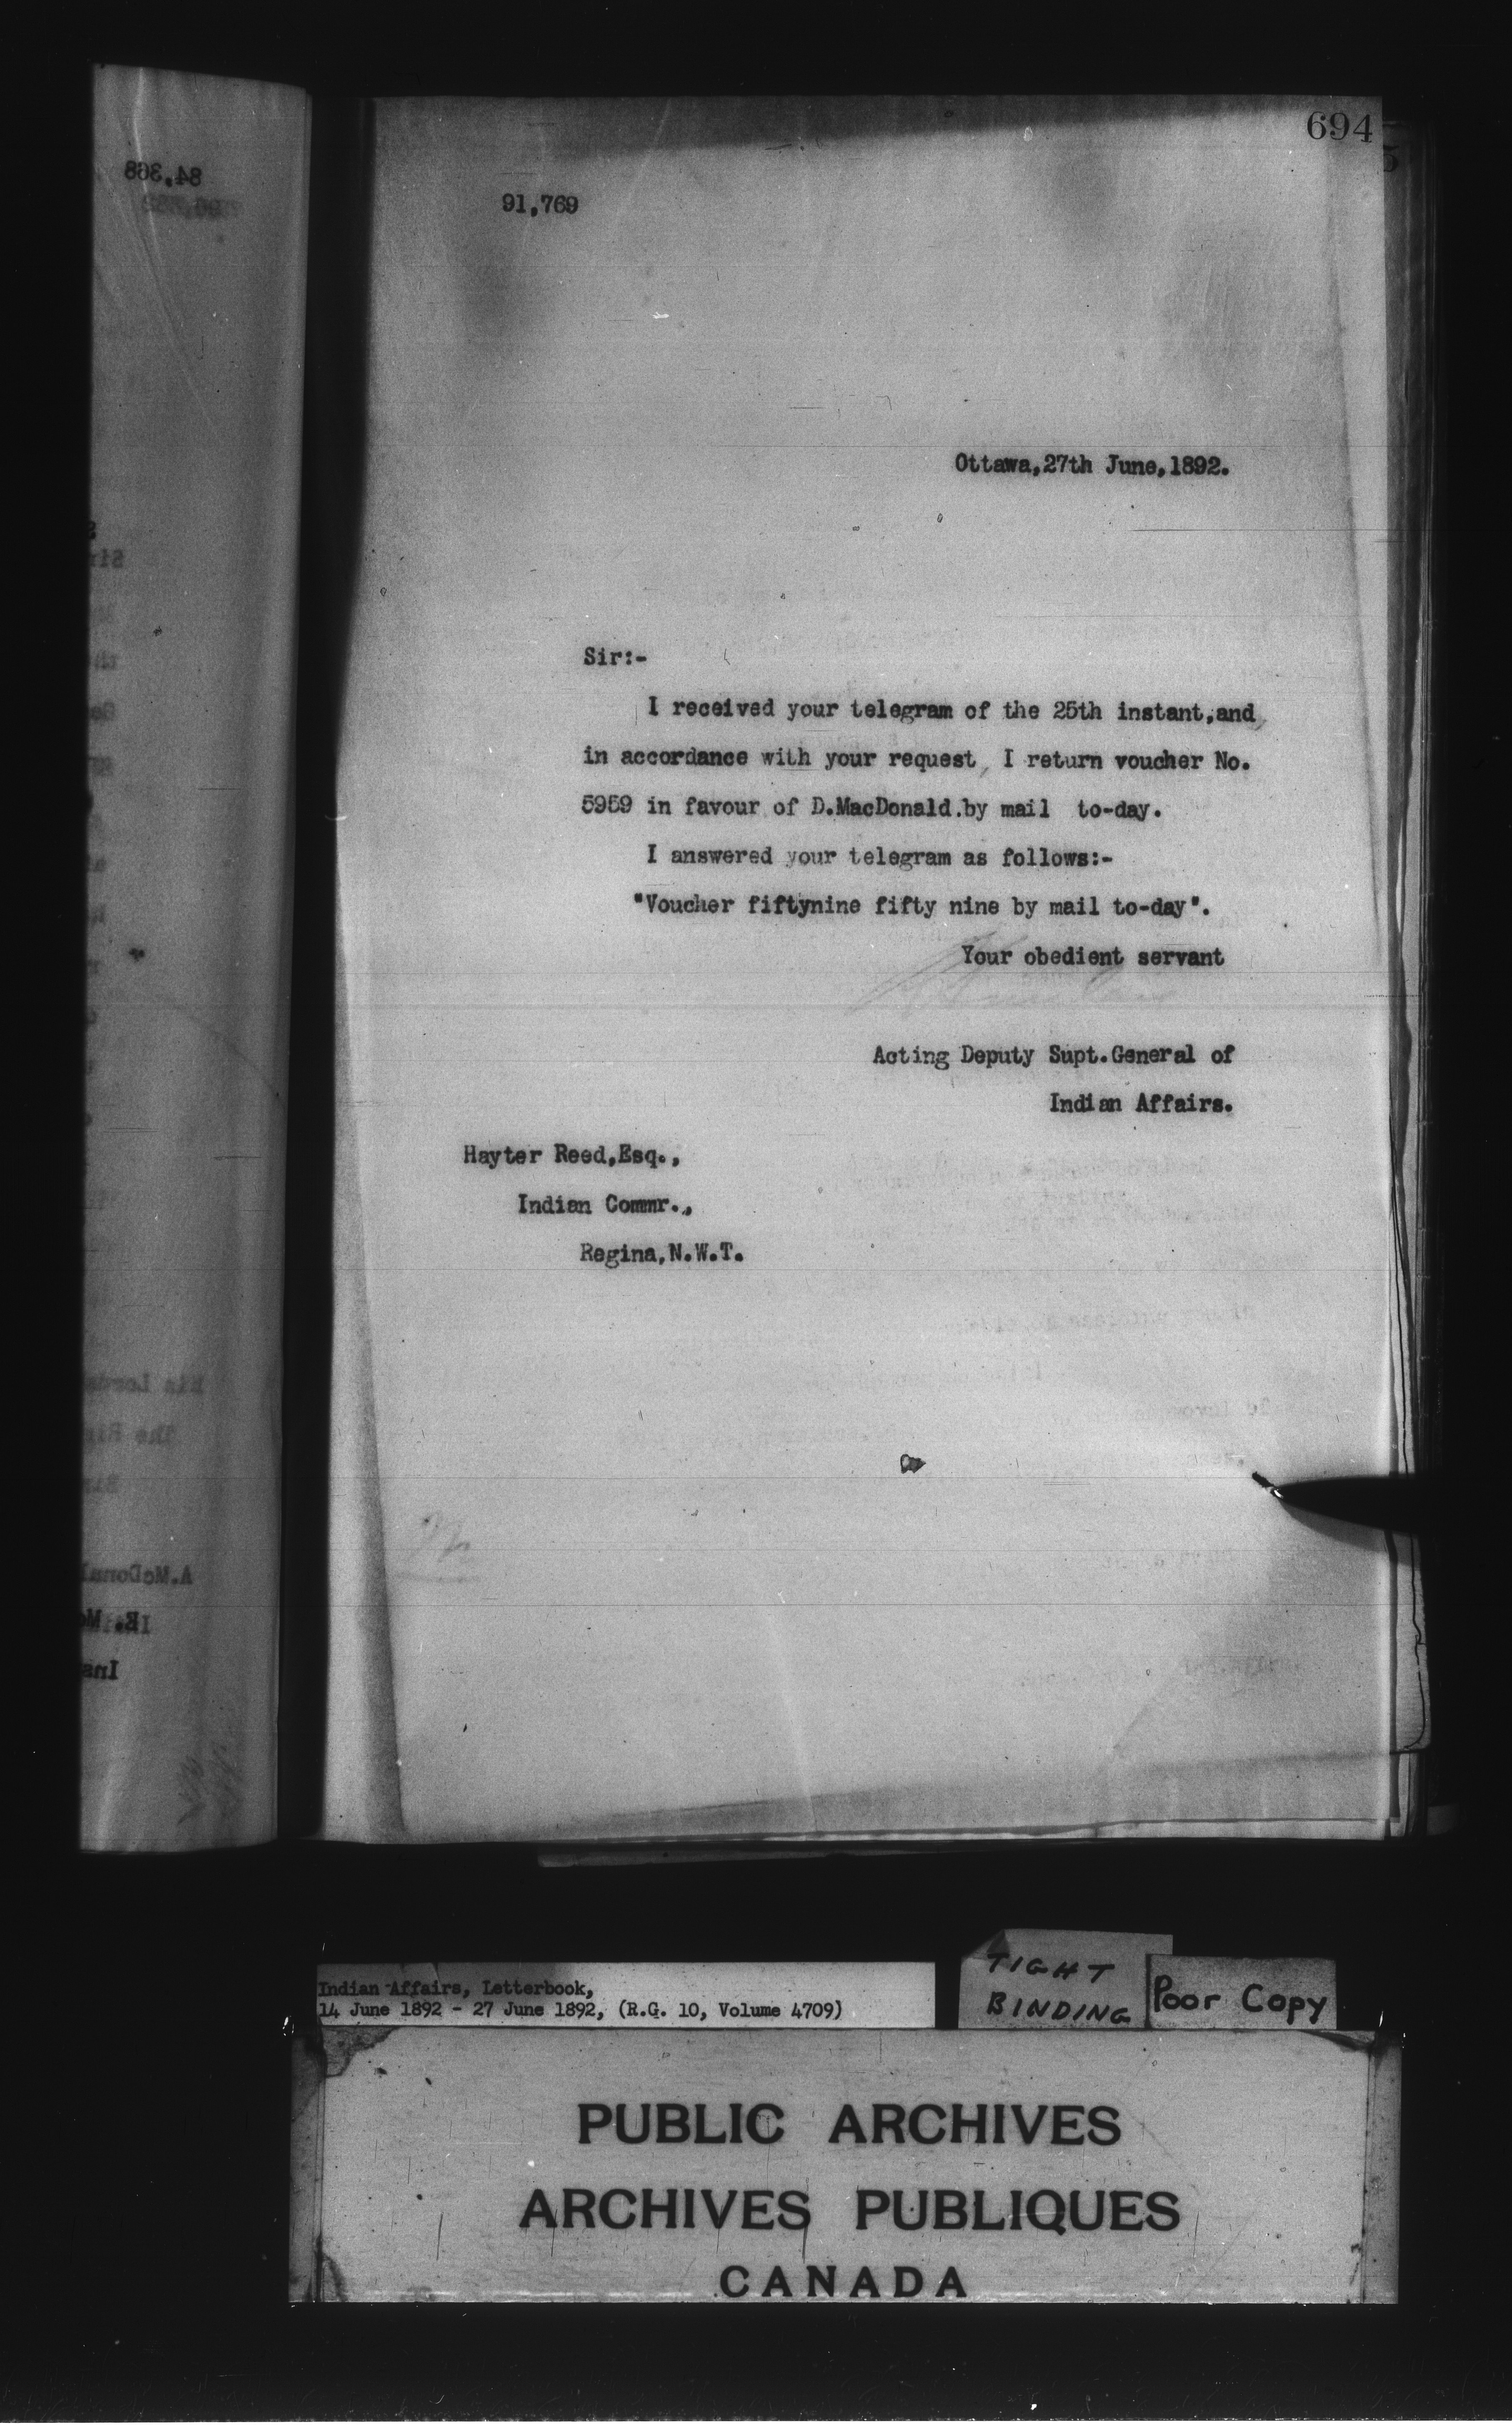 694
91,769
Ottawa,27th June,1892.
Sir:-
I received your telegram of the 25th instant,and,
in accordance with your request, I return voucher No.
5959 in favour of D.MacDonald.by mail to-day.
I answered your telegram as follows:-
"Voucher fiftynine fifty nine by mail to-day".
Your obedient servant
Acting Deputy Supt.General of
Indian Affairs.
Hayter Reed,Esq.,
Indian Commr.,
Regina,N.W.T.
84,368
Indian Affairs, Letterbook,
14 June 1892 - 27 June 1892, (R.G. 10, Volume 4709)
TIGHT
BINDING
Poor Copy
PUBLIC ARCHIVES
ARCHIVES PUBLIQUES
CANADA